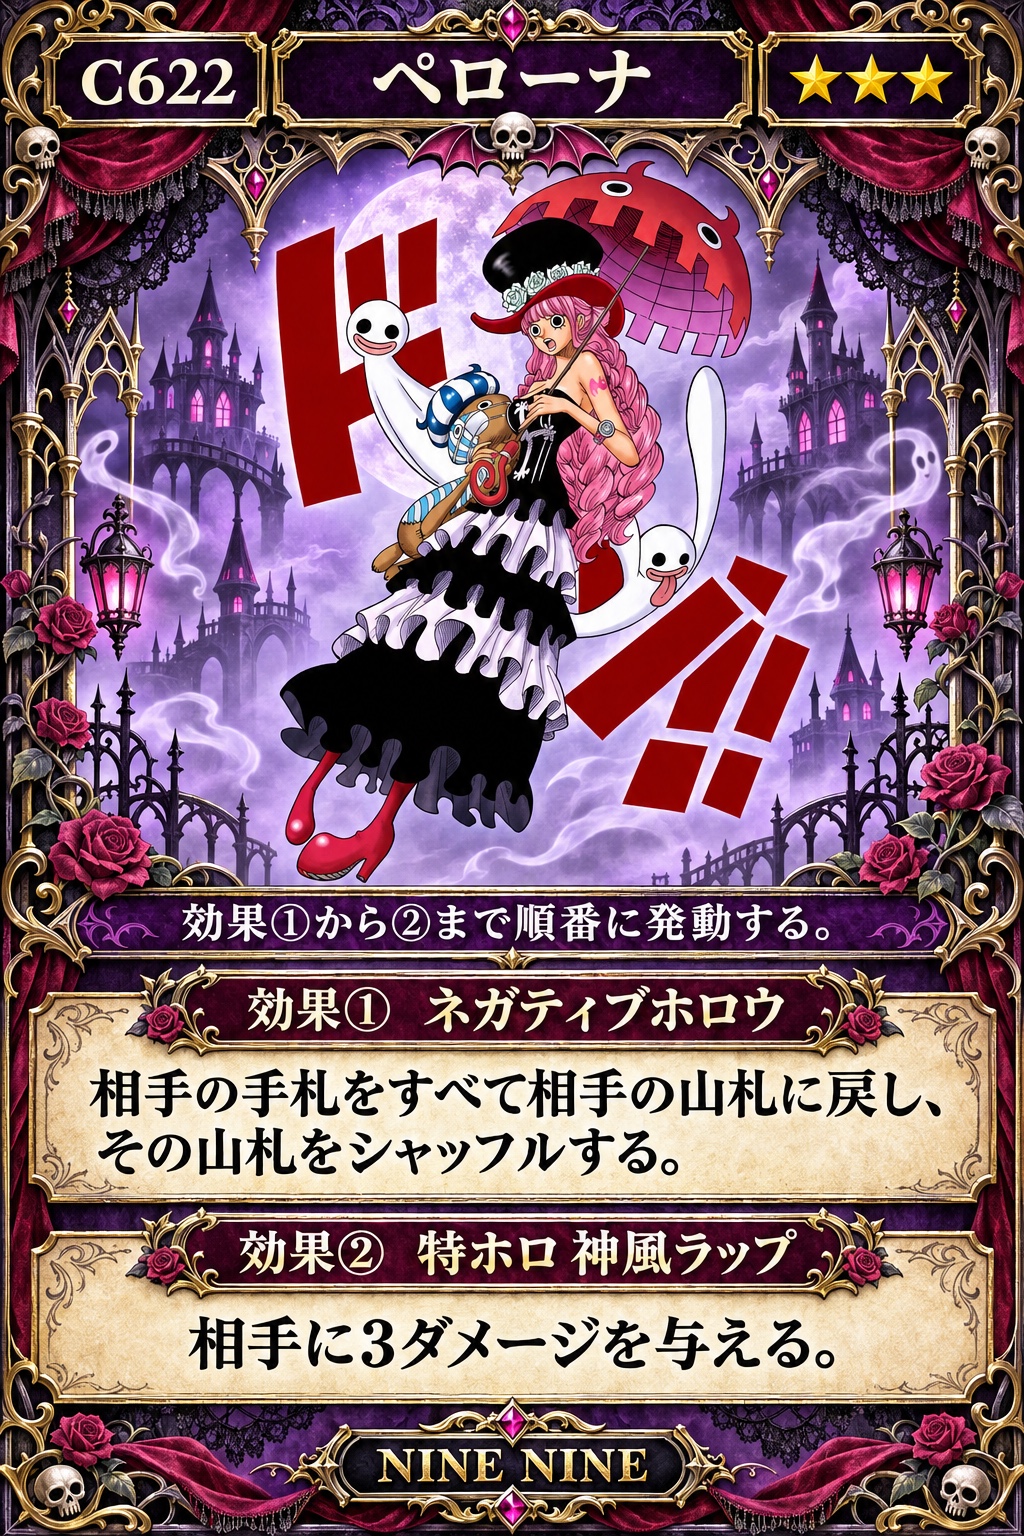 C622
ペローナ
★★★
ドン!!
効果①から②まで順番に発動する。
効果① ネガティブホロウ
相手の手札をすべて相手の山札に戻し、
その山札をシャッフルする。
効果② 特ホロ 神風ラップ
相手に3ダメージを与える。
NINE NINE